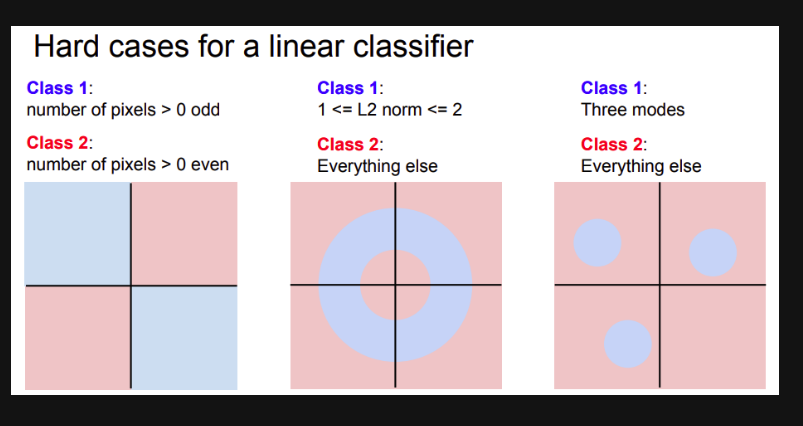 Hard cases for a linear classifier
Class 1:
number of pixels > 0 odd
Class 2:
number of pixels > 0 even
Class 1:
1 <= L2 norm <= 2
Class 2:
Everything else
Class 1:
Three modes
Class 2:
Everything else